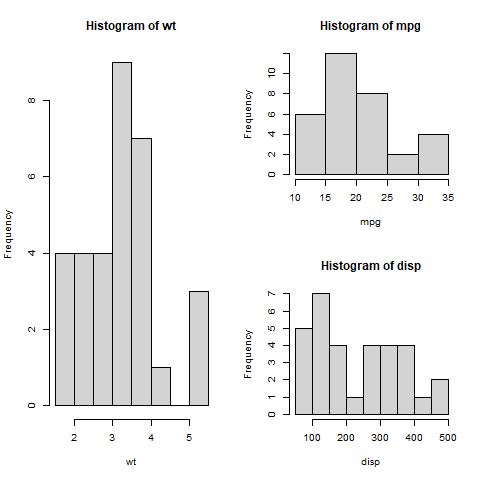 Histogram of wt
Frequency
0 2 4 6 8
2 3 4 5
wt
Histogram of mpg
Frequency
0 2 4 6 8 10
10 15 20 25 30 35
mpg
Histogram of disp
Frequency
0 1 2 3 4 5 6 7
100 200 300 400 500
disp